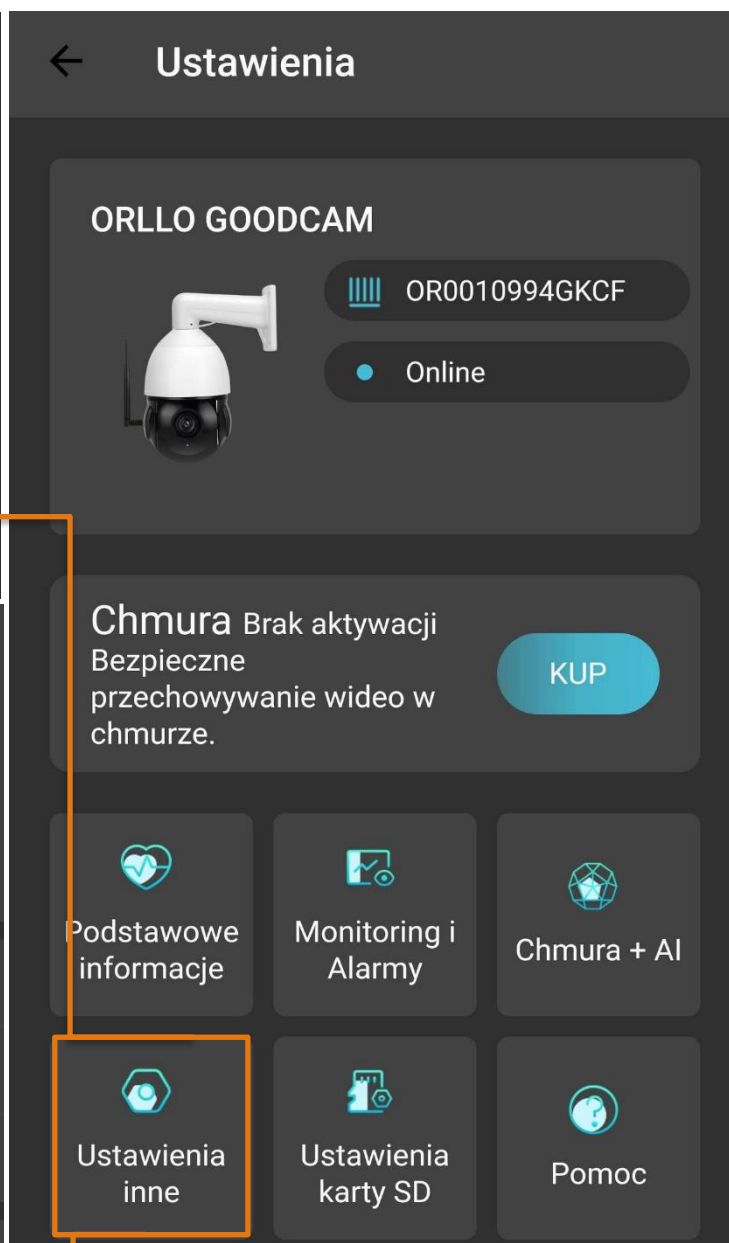 Ustawienia
ORLLO GOODCAM
OR0010994GKCF
Online
Chmura Brak aktywacji
Bezpieczne
przechowywanie wideo w
chmurze.
KUP
Podstawowe
informacje
Monitoring i
Alarmy
Chmura + AI
Ustawienia
inne
Ustawienia
karty SD
Pomoc